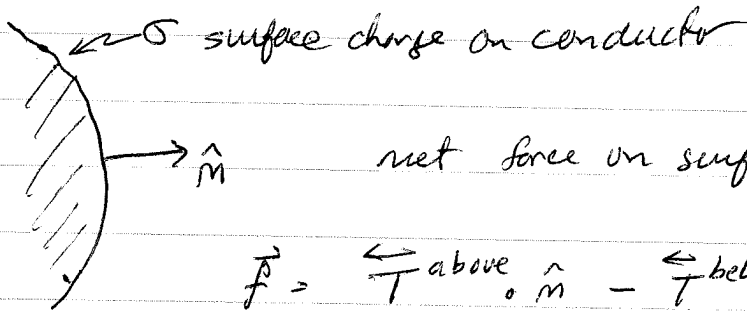 σ surface charge on conductor
n̂ net force on surf
f⃗ = T⃡ above · n̂ - T⃡ bel